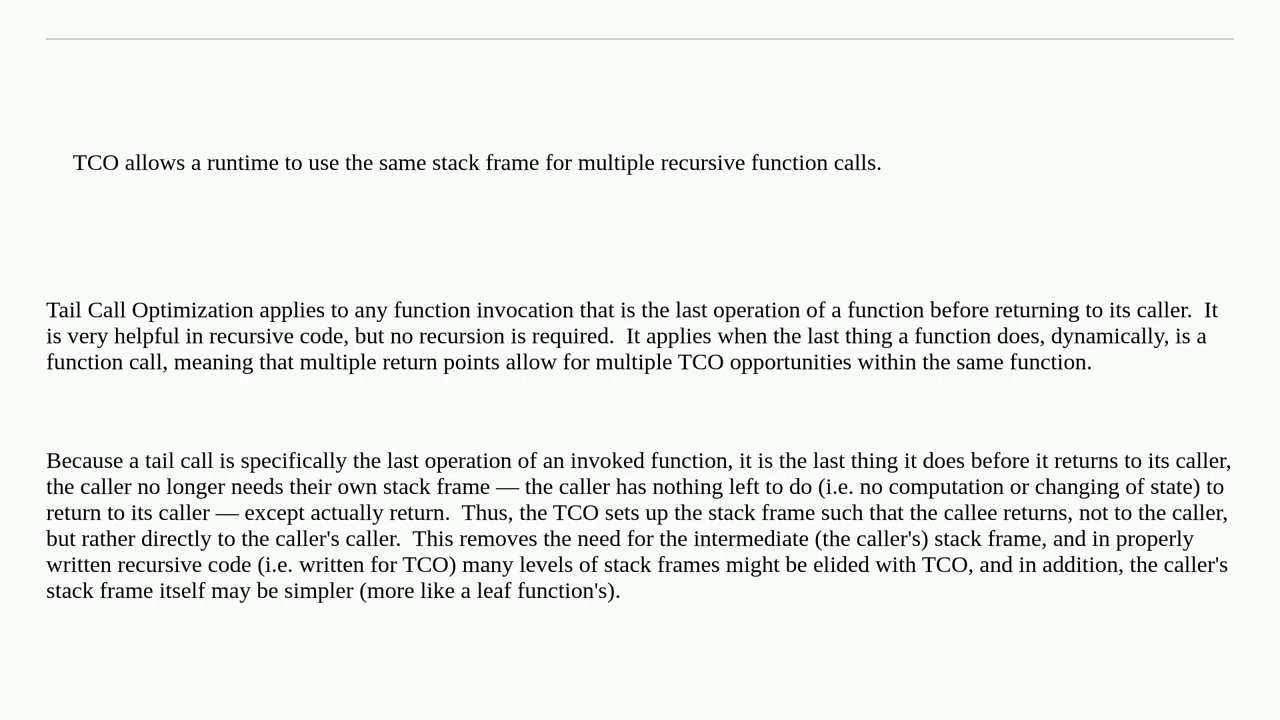 TCO allows a runtime to use the same stack frame for multiple recursive function calls.
Tail Call Optimization applies to any function invocation that is the last operation of a function before returning to its caller.  It
is very helpful in recursive code, but no recursion is required.  It applies when the last thing a function does, dynamically, is a
function call, meaning that multiple return points allow for multiple TCO opportunities within the same function.
Because a tail call is specifically the last operation of an invoked function, it is the last thing it does before it returns to its caller,
the caller no longer needs their own stack frame — the caller has nothing left to do (i.e. no computation or changing of state) to
return to its caller — except actually return.  Thus, the TCO sets up the stack frame such that the callee returns, not to the caller,
but rather directly to the caller's caller.  This removes the need for the intermediate (the caller's) stack frame, and in properly
written recursive code (i.e. written for TCO) many levels of stack frames might be elided with TCO, and in addition, the caller's
stack frame itself may be simpler (more like a leaf function's).